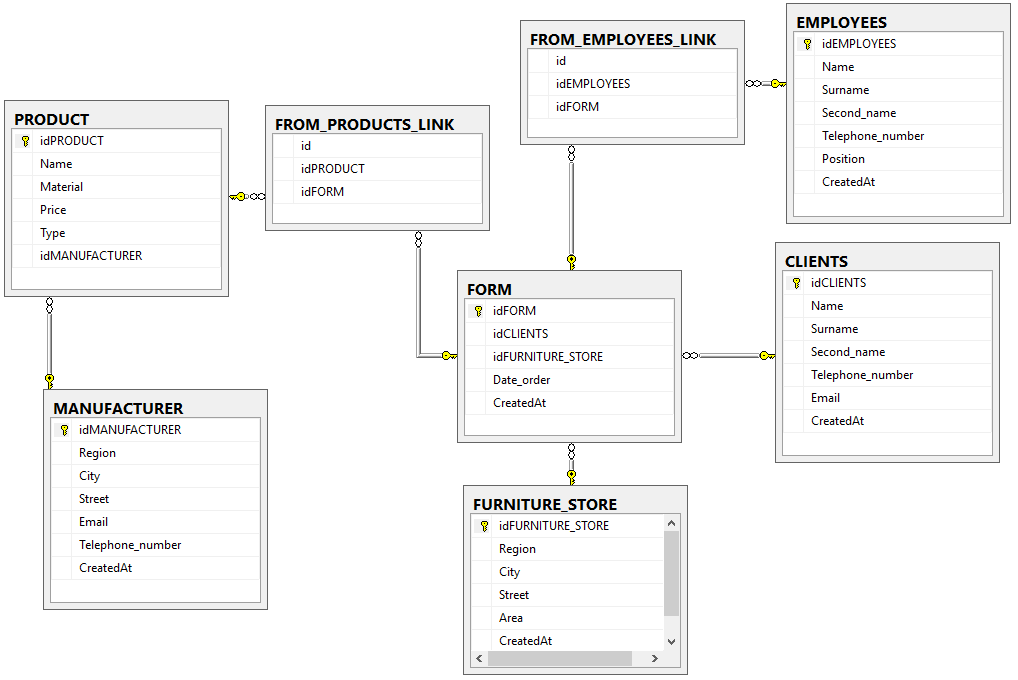 PRODUCT
idPRODUCT
Name
Material
Price
Type
idMANUFACTURER
FROM_PRODUCTS_LINK
id
idPRODUCT
idFORM
FROM_EMPLOYEES_LINK
id
idEMPLOYEES
idFORM
EMPLOYEES
idEMPLOYEES
Name
Surname
Second_name
Telephone_number
Position
CreatedAt
MANUFACTURER
idMANUFACTURER
Region
City
Street
Email
Telephone_number
CreatedAt
FORM
idFORM
idCLIENTS
idFURNITURE_STORE
Date_order
CreatedAt
CLIENTS
idCLIENTS
Name
Surname
Second_name
Telephone_number
Email
CreatedAt
FURNITURE_STORE
idFURNITURE_STORE
Region
City
Street
Area
CreatedAt